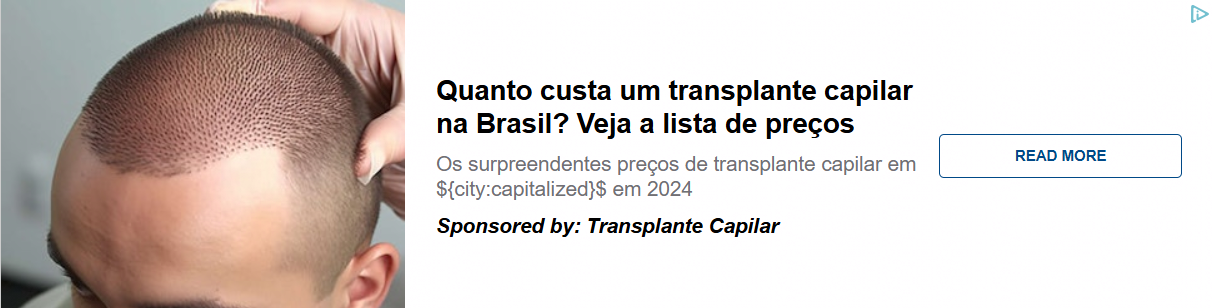 Quanto custa um transplante capilar
na Brasil? Veja a lista de preços
Os surpreendentes preços de transplante capilar em
${city:capitalized}$ em 2024
Sponsored by: Transplante Capilar
READ MORE